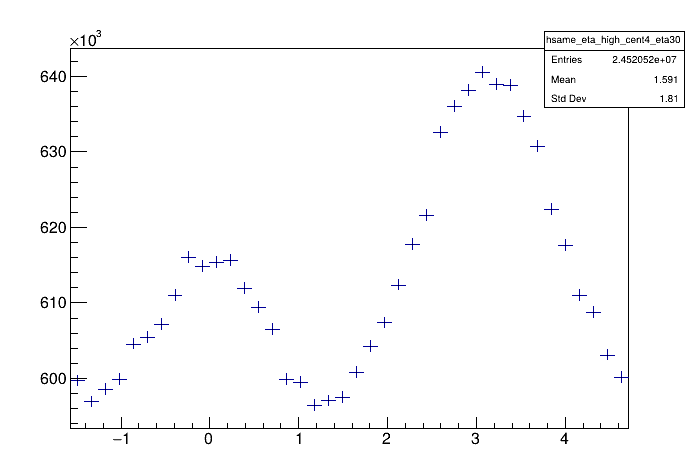 ×10³
hsame_eta_high_cent4_eta30
Entries 2.452052e+07
Mean 1.591
Std Dev 1.81
640
630
620
610
600
−1 0 1 2 3 4